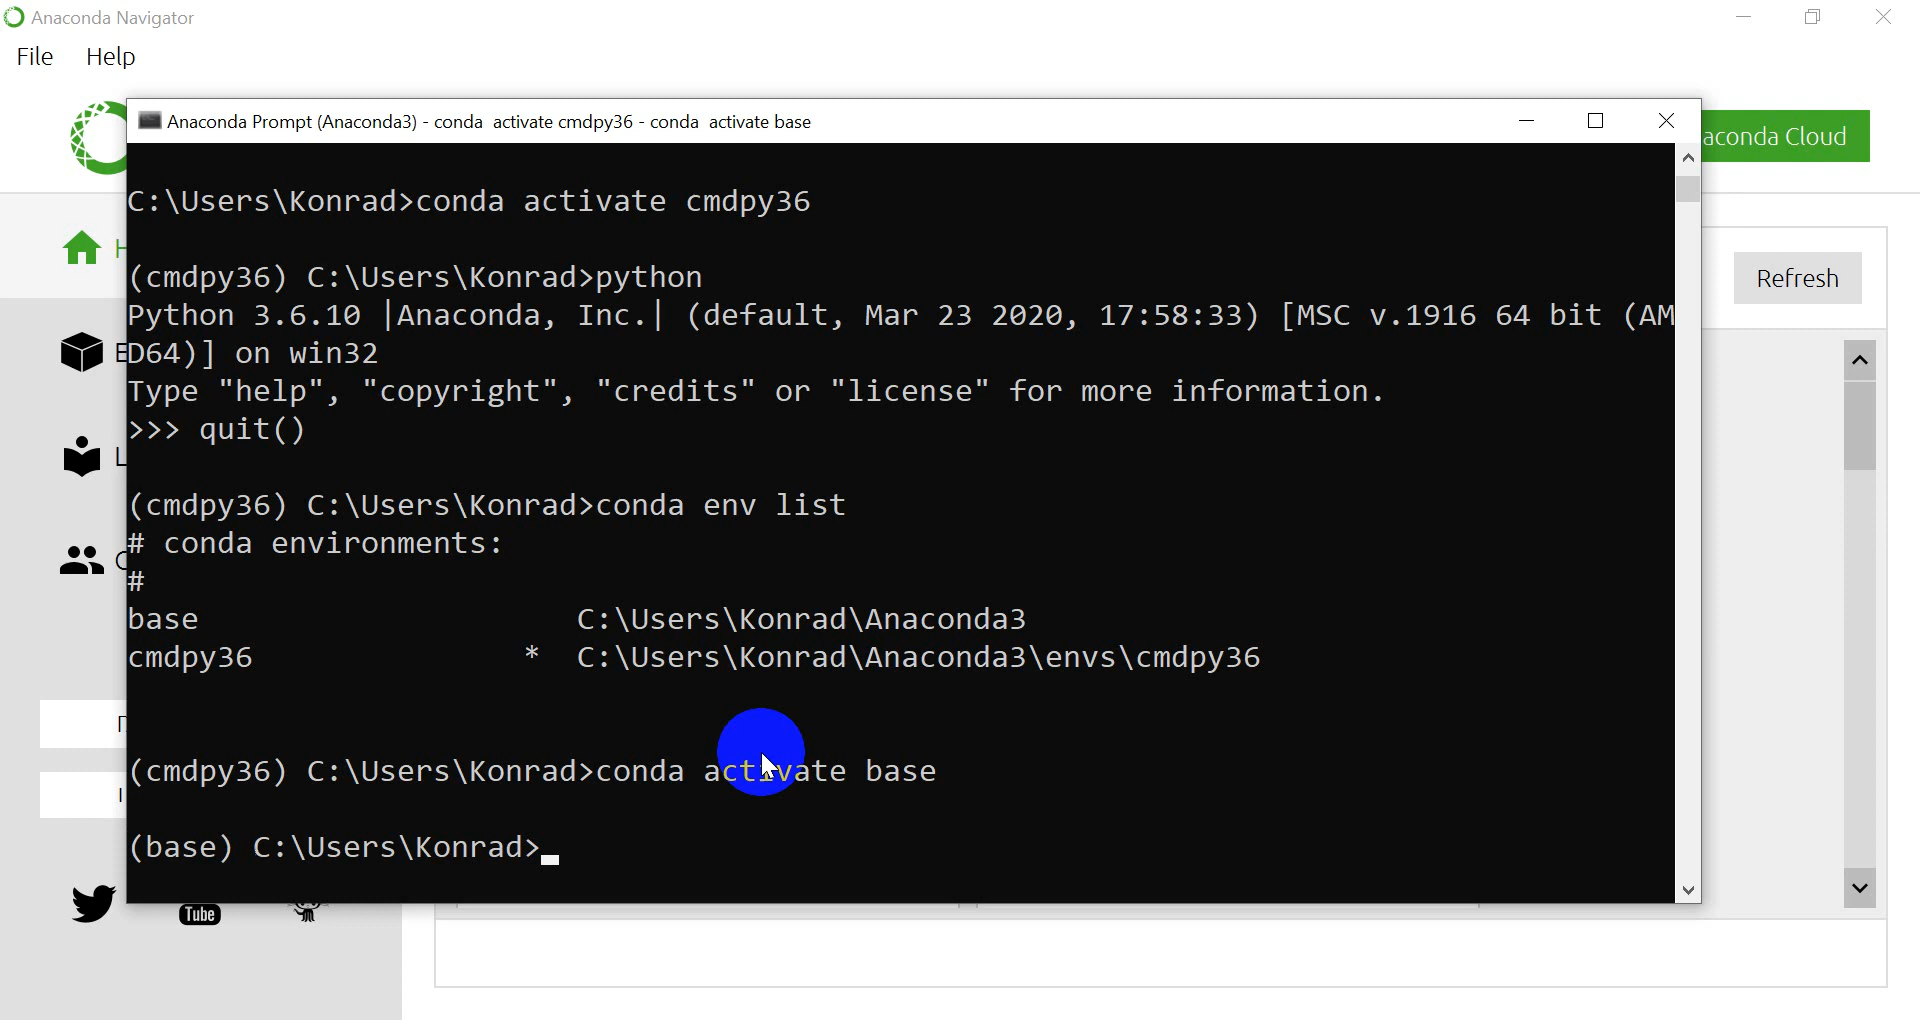 Anaconda Navigator
File Help
Anaconda Prompt (Anaconda3) - conda  activate cmdpy36 - conda  activate base
aconda Cloud
C:\Users\Konrad>conda activate cmdpy36
(cmdpy36) C:\Users\Konrad>python
Refresh
Python 3.6.10 |Anaconda, Inc.| (default, Mar 23 2020, 17:58:33) [MSC v.1916 64 bit (AM
D64)] on win32
Type "help", "copyright", "credits" or "license" for more information.
>>> quit()
(cmdpy36) C:\Users\Konrad>conda env list
# conda environments:
#
base                     C:\Users\Konrad\Anaconda3
cmdpy36               *  C:\Users\Konrad\Anaconda3\envs\cmdpy36
(cmdpy36) C:\Users\Konrad>conda activate base
(base) C:\Users\Konrad>
Tube